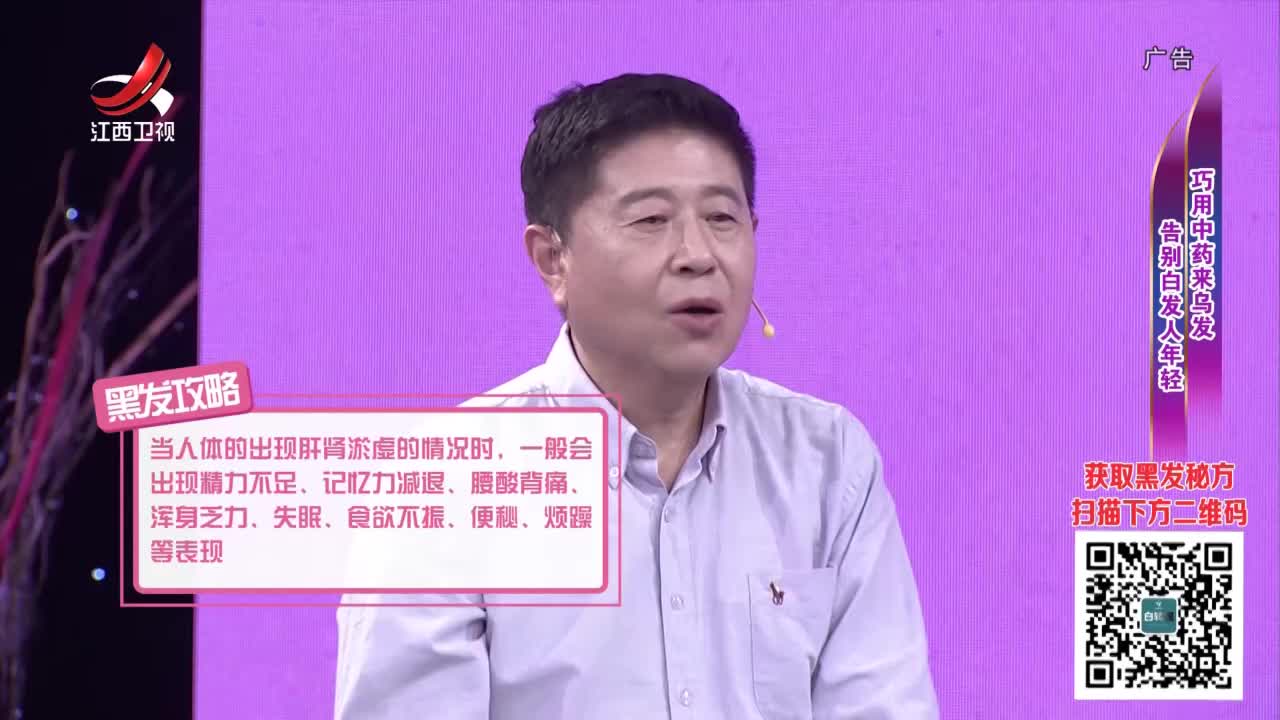 江西卫视
广告
巧用中药来乌发
告别白发人年轻
黑发攻略
当人体的出现肝肾淤虚的情况时，一般会
出现精力不足、记忆力减退、腰酸背痛、
浑身乏力、失眠、食欲不振、便秘、烦躁
等表现
获取黑发秘方
扫描下方二维码